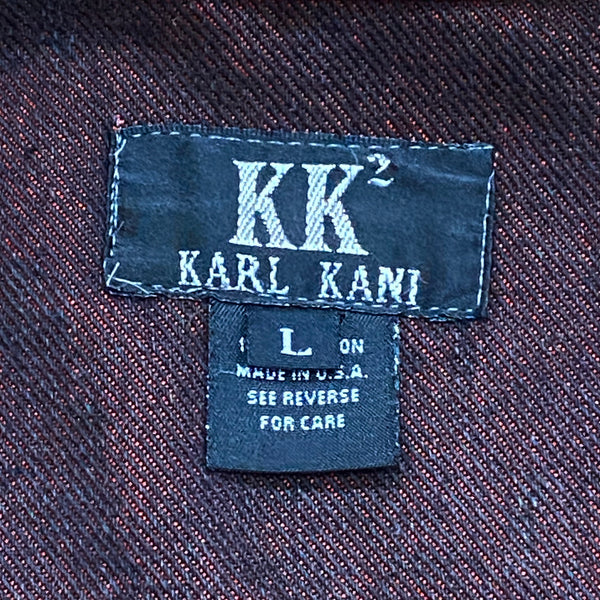 KK²
KARL KANI
L
ON
MADE IN U.S.A.
SEE REVERSE
FOR CARE